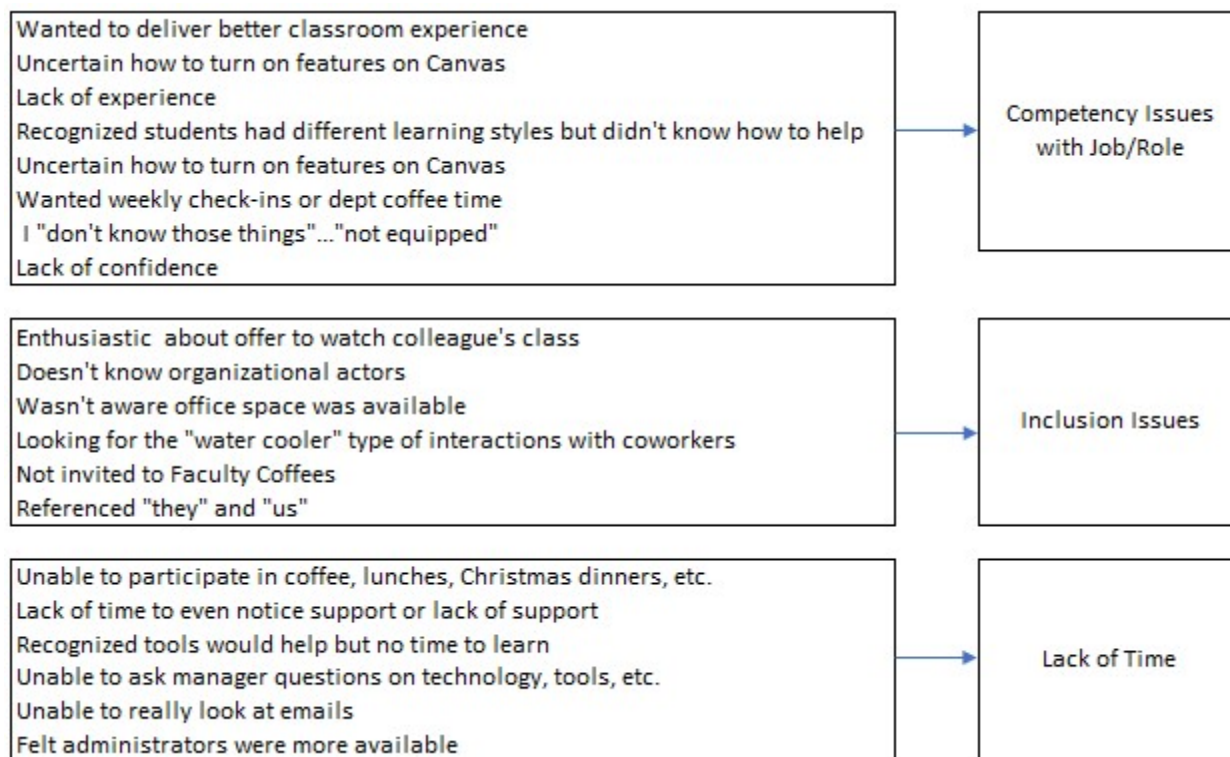 Wanted to deliver better classroom experience
Uncertain how to turn on features on Canvas
Lack of experience
Recognized students had different learning styles but didn't know how to help
Uncertain how to turn on features on Canvas
Wanted weekly check-ins or dept coffee time
I "don't know those things"..."not equipped"
Lack of confidence
Competency Issues
with Job/Role
Enthusiastic about offer to watch colleague's class
Doesn't know organizational actors
Wasn't aware office space was available
Looking for the "water cooler" type of interactions with coworkers
Not invited to Faculty Coffees
Referenced "they" and "us"
Inclusion Issues
Unable to participate in coffee, lunches, Christmas dinners, etc.
Lack of time to even notice support or lack of support
Recognized tools would help but no time to learn
Unable to ask manager questions on technology, tools, etc.
Unable to really look at emails
Felt administrators were more available
Lack of Time